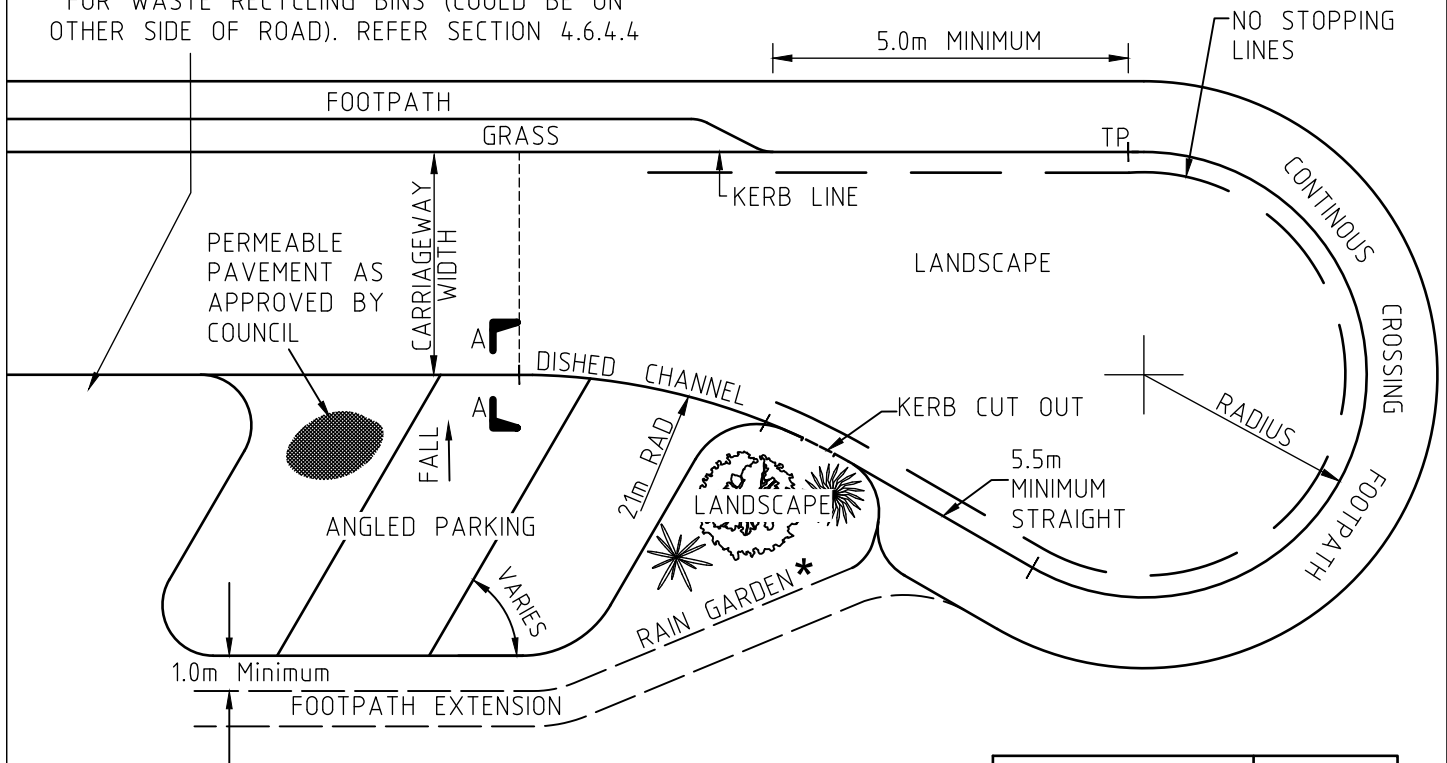 FOR WASTE RECYCLING BINS (COULD BE ON
OTHER SIDE OF ROAD). REFER SECTION 4.6.4.4
5.0m MINIMUM
NO STOPPING
LINES
FOOTPATH
GRASS
TP
KERB LINE
CARRIAGEWAY
WIDTH
PERMEABLE
PAVEMENT AS
APPROVED BY
COUNCIL
LANDSCAPE
CONTINOUS
CROSSING
FOOTPATH
A
A
DISHED CHANNEL
KERB CUT OUT
RADIUS
FALL
21m RAD
5.5m
MINIMUM
STRAIGHT
LANDSCAPE
ANGLED PARKING
VARIES
RAIN GARDEN *
1.0m Minimum
FOOTPATH EXTENSION